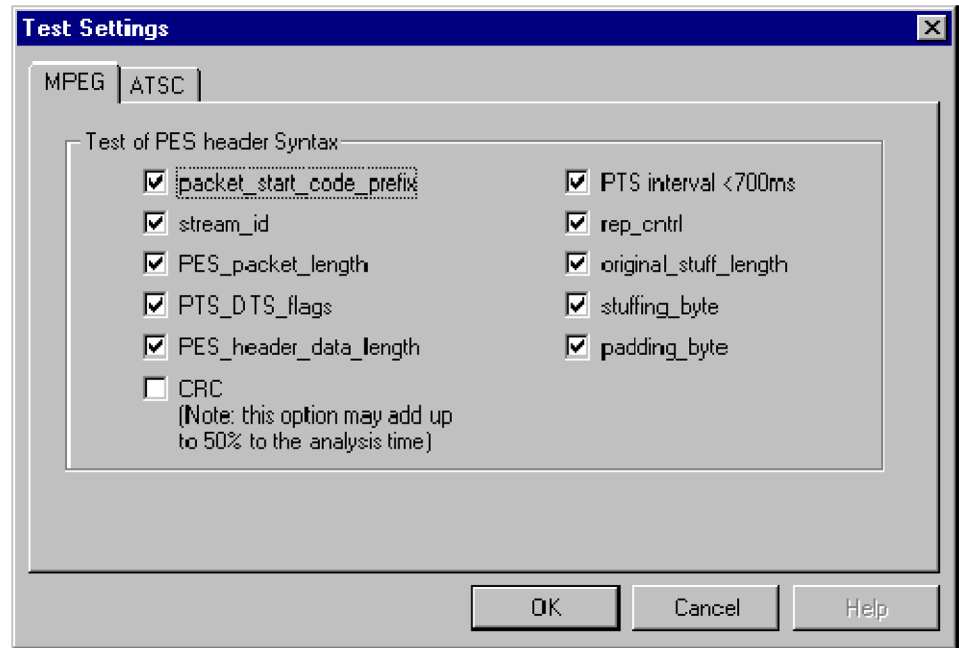 Test Settings
MPEG
ATSC
Test of PES header Syntax
packet_start_code_prefix
stream_id
PES_packet_length
PTS_DTS_flags
PES_header_data_length
CRC
(Note: this option may add up
to 50% to the analysis time)
PTS interval <700ms
rep_cntrl
original_stuff_length
stuffing_byte
padding_byte
OK
Cancel
Help